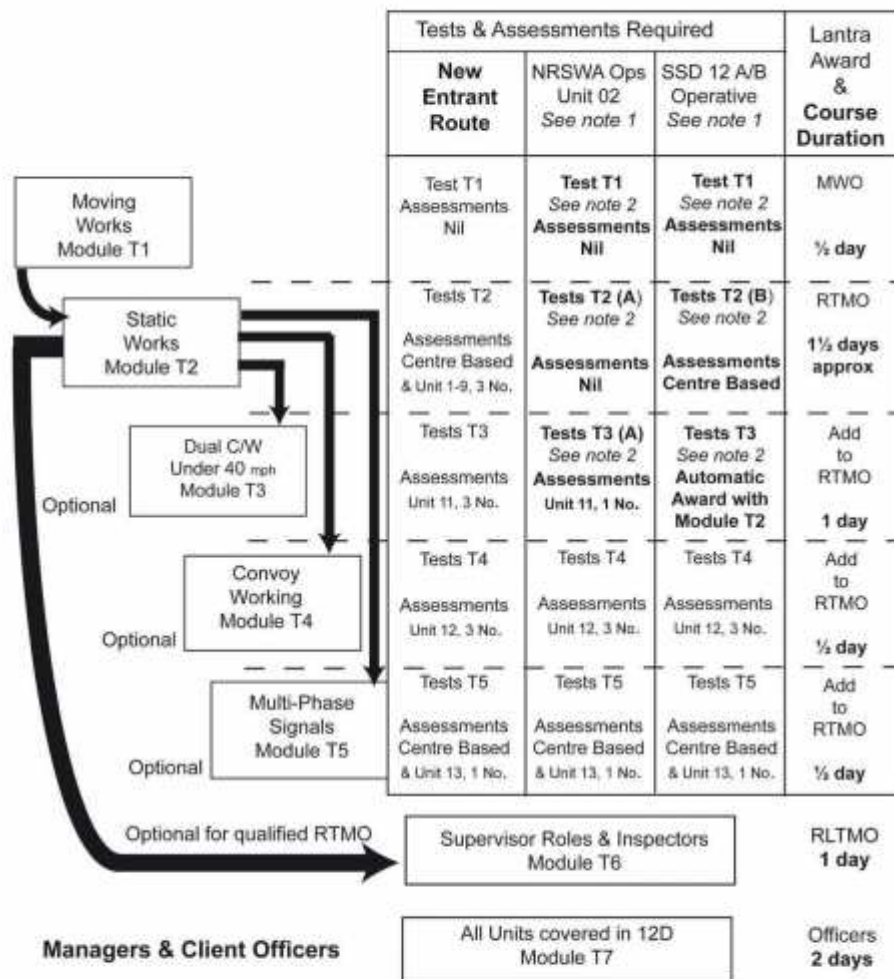 Tests & Assessments Required
Lantra
Award
&
Course
Duration
New
Entrant
Route
NRSWA Ops
Unit 02
See note 1
SSD 12 A/B
Operative
See note 1
Moving
Works
Module T1
Test T1
Assessments
Nil
Test T1
See note 2
Assessments
Nil
Test T1
See note 2
Assessments
Nil
MWO
½ day
Static
Works
Module T2
Tests T2
Assessments
Centre Based
& Unit 1-9, 3 No.
Tests T2 (A)
See note 2
Assessments
Nil
Tests T2 (B)
See note 2
Assessments
Centre Based
RTMO
1½ days
approx
Dual C/W
Under 40 mph
Module T3
Optional
Tests T3
Assessments
Unit 11, 3 No.
Tests T3 (A)
See note 2
Assessments
Unit 11, 1 No.
Tests T3
See note 2
Automatic
Award with
Module T2
Add
to
RTMO
1 day
Convoy
Working
Module T4
Optional
Tests T4
Assessments
Unit 12, 3 No.
Tests T4
Assessments
Unit 12, 3 No.
Tests T4
Assessments
Unit 12, 3 No.
Add
to
RTMO
½ day
Multi-Phase
Signals
Module T5
Optional
Tests T5
Assessments
Centre Based
& Unit 13, 1 No.
Tests T5
Assessments
Centre Based
& Unit 13, 1 No.
Tests T5
Assessments
Centre Based
& Unit 13, 1 No.
Add
to
RTMO
½ day
Optional for qualified RTMO
Supervisor Roles & Inspectors
Module T6
RLTMO
1 day
Managers & Client Officers
All Units covered in 12D
Module T7
Officers
2 days